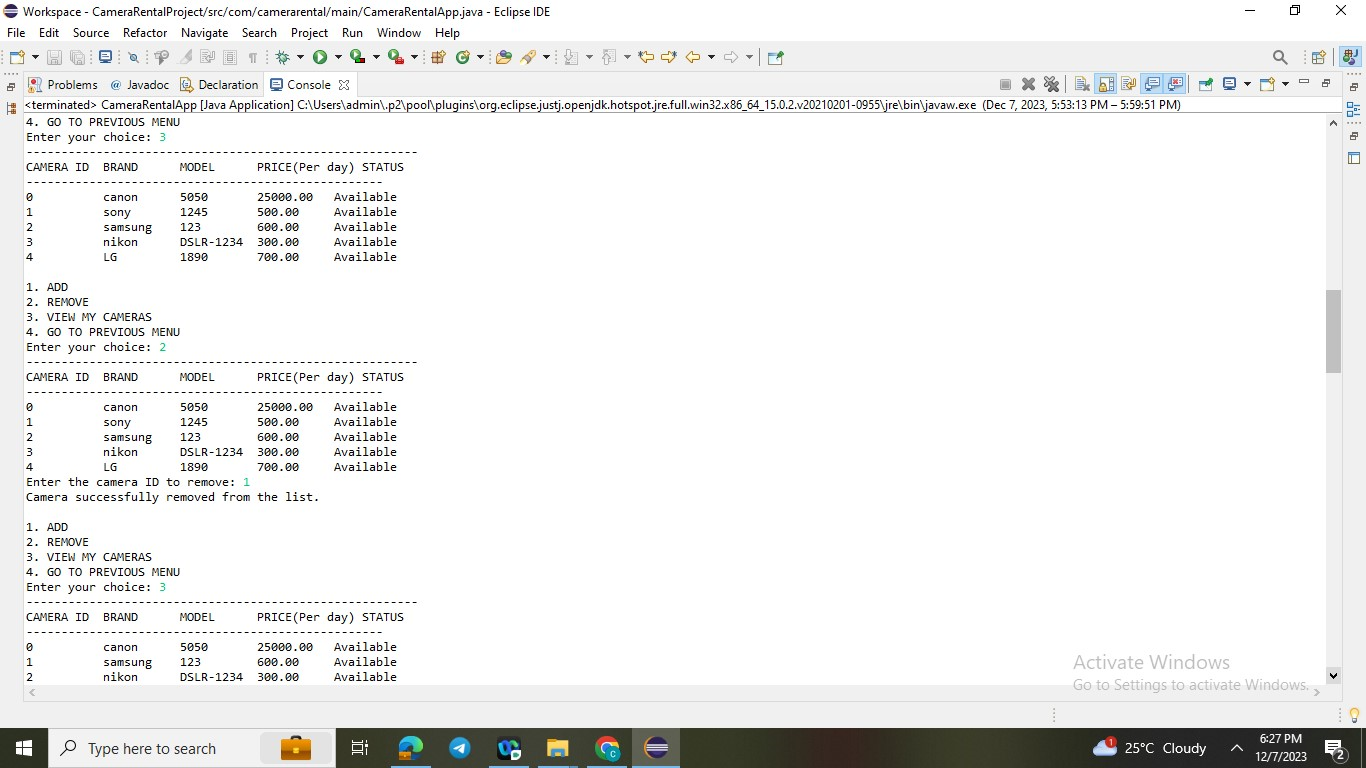 Workspace - CameraRentalProject/src/com/camerarental/main/CameraRentalApp.java - Eclipse IDE
File Edit Source Refactor Navigate Search Project Run Window Help
Problems @ Javadoc Declaration Console
<terminated> CameraRentalApp [Java Application] C:\Users\admin\.p2\pool\plugins\org.eclipse.justj.openjdk.hotspot.jre.full.win32.x86_64_15.0.2.v20210201-0955\jre\bin\javaw.exe (Dec 7, 2023, 5:53:13 PM – 5:59:51 PM)
4. GO TO PREVIOUS MENU
Enter your choice: 3
--------------------------------------------------------
CAMERA ID BRAND MODEL PRICE(Per day) STATUS
---------------------------------------------------
0 canon 5050 25000.00 Available
1 sony 1245 500.00 Available
2 samsung 123 600.00 Available
3 nikon DSLR-1234 300.00 Available
4 LG 1890 700.00 Available
1. ADD
2. REMOVE
3. VIEW MY CAMERAS
4. GO TO PREVIOUS MENU
Enter your choice: 2
--------------------------------------------------------
CAMERA ID BRAND MODEL PRICE(Per day) STATUS
---------------------------------------------------
0 canon 5050 25000.00 Available
1 sony 1245 500.00 Available
2 samsung 123 600.00 Available
3 nikon DSLR-1234 300.00 Available
4 LG 1890 700.00 Available
Enter the camera ID to remove: 1
Camera successfully removed from the list.
1. ADD
2. REMOVE
3. VIEW MY CAMERAS
4. GO TO PREVIOUS MENU
Enter your choice: 3
--------------------------------------------------------
CAMERA ID BRAND MODEL PRICE(Per day) STATUS
---------------------------------------------------
0 canon 5050 25000.00 Available
1 samsung 123 600.00 Available
2 nikon DSLR-1234 300.00 Available
Activate Windows
Go to Settings to activate Windows.
Type here to search
1
25°C Cloudy
6:27 PM
12/7/2023
2